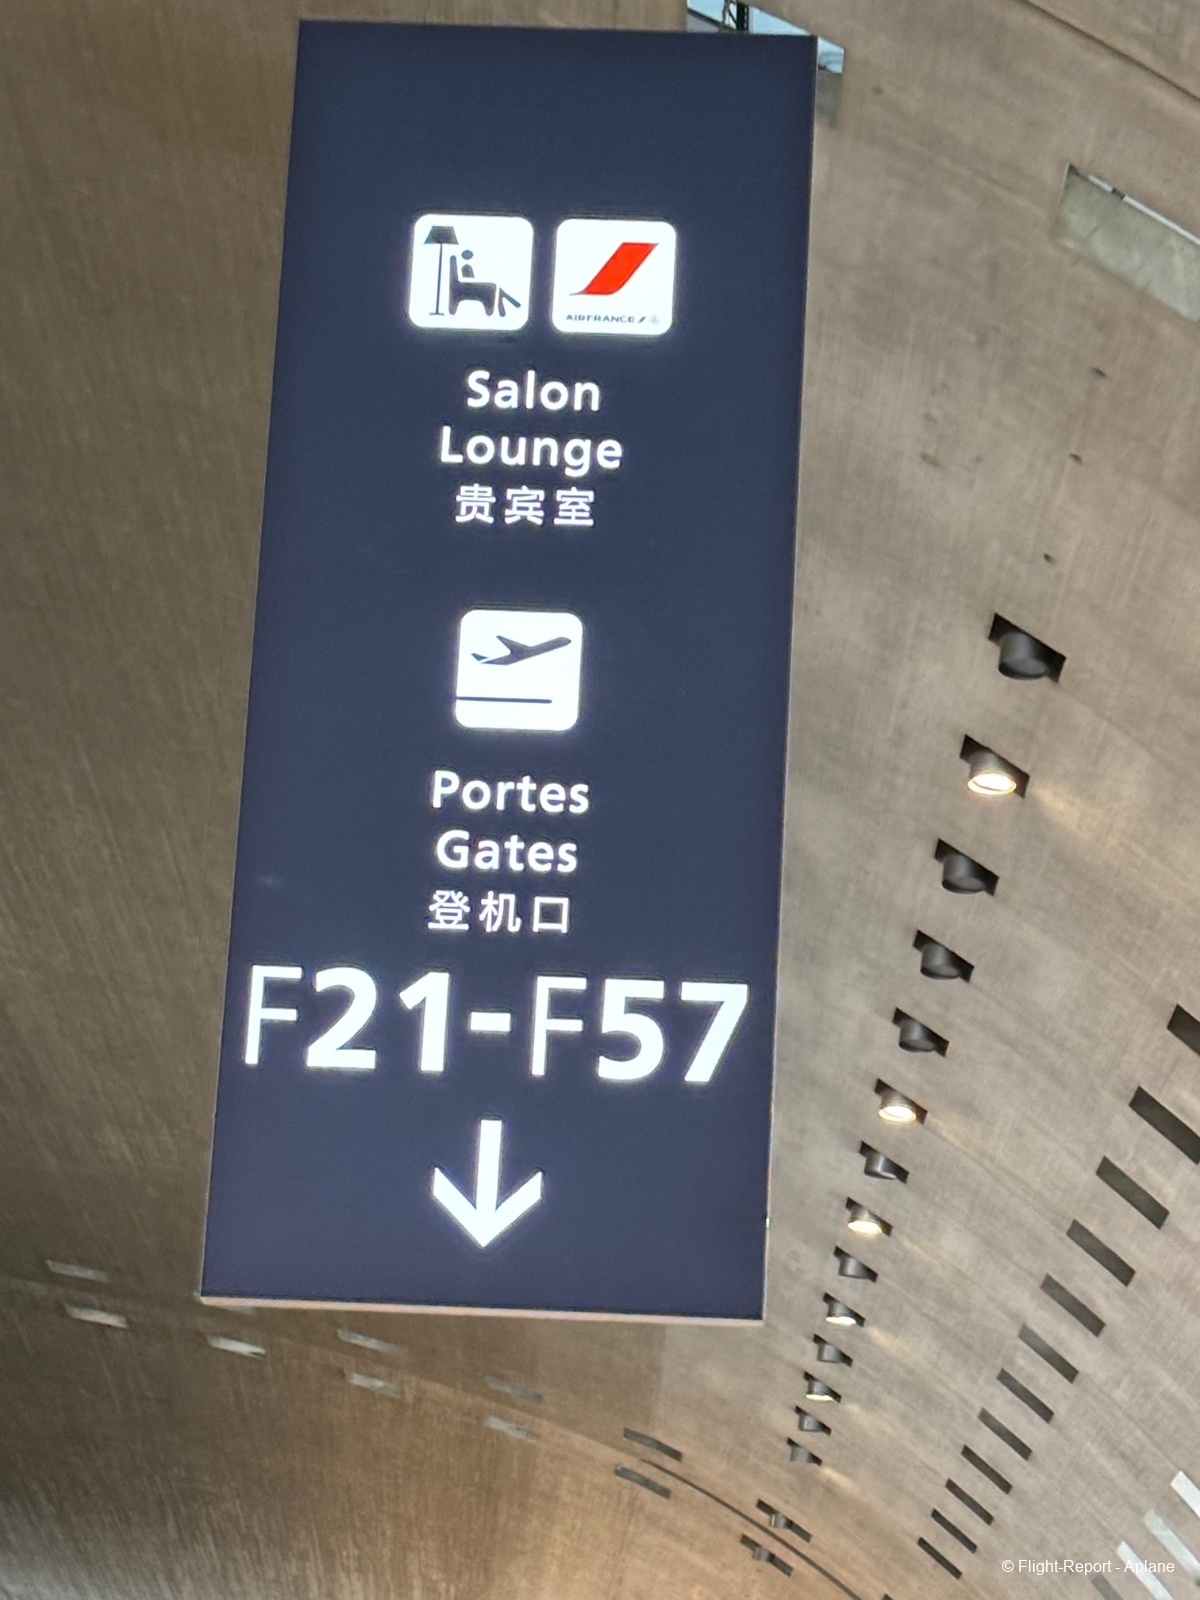 AIRFRANCE
Salon
Lounge
贵宾室
Portes
Gates
登机口
F21-F57
© Flight-Report - Aplane